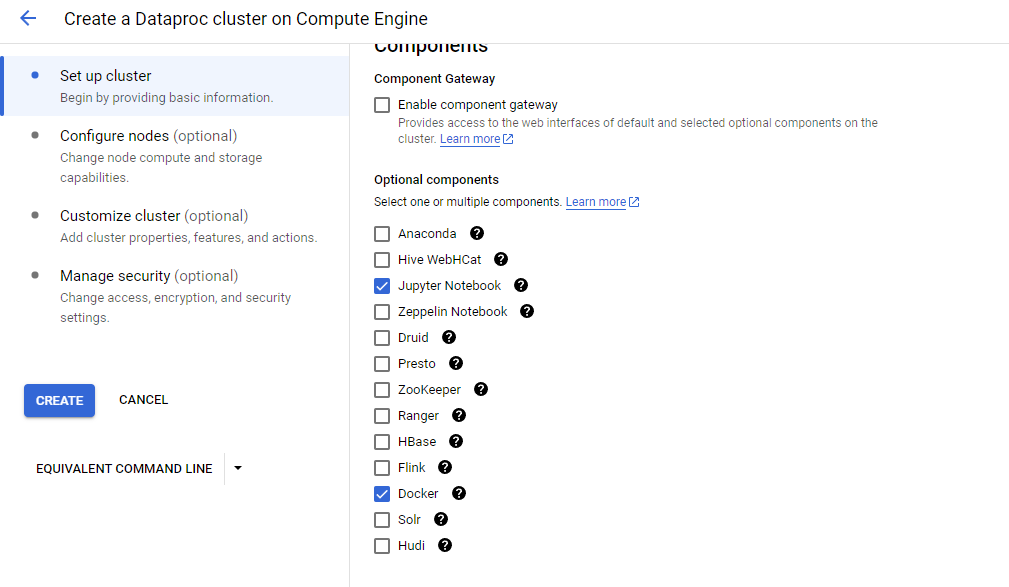 Create a Dataproc cluster on Compute Engine
Set up cluster
Begin by providing basic information.
Configure nodes (optional)
Change node compute and storage
capabilities.
Customize cluster (optional)
Add cluster properties, features, and actions.
Manage security (optional)
Change access, encryption, and security
settings.
CREATE
CANCEL
EQUIVALENT COMMAND LINE
Components
Component Gateway
Enable component gateway
Provides access to the web interfaces of default and selected optional components on the
cluster. Learn more
Optional components
Select one or multiple components. Learn more
Anaconda ?
Hive WebHCat ?
Jupyter Notebook ?
Zeppelin Notebook ?
Druid ?
Presto ?
ZooKeeper ?
Ranger ?
HBase ?
Flink ?
Docker ?
Solr ?
Hudi ?